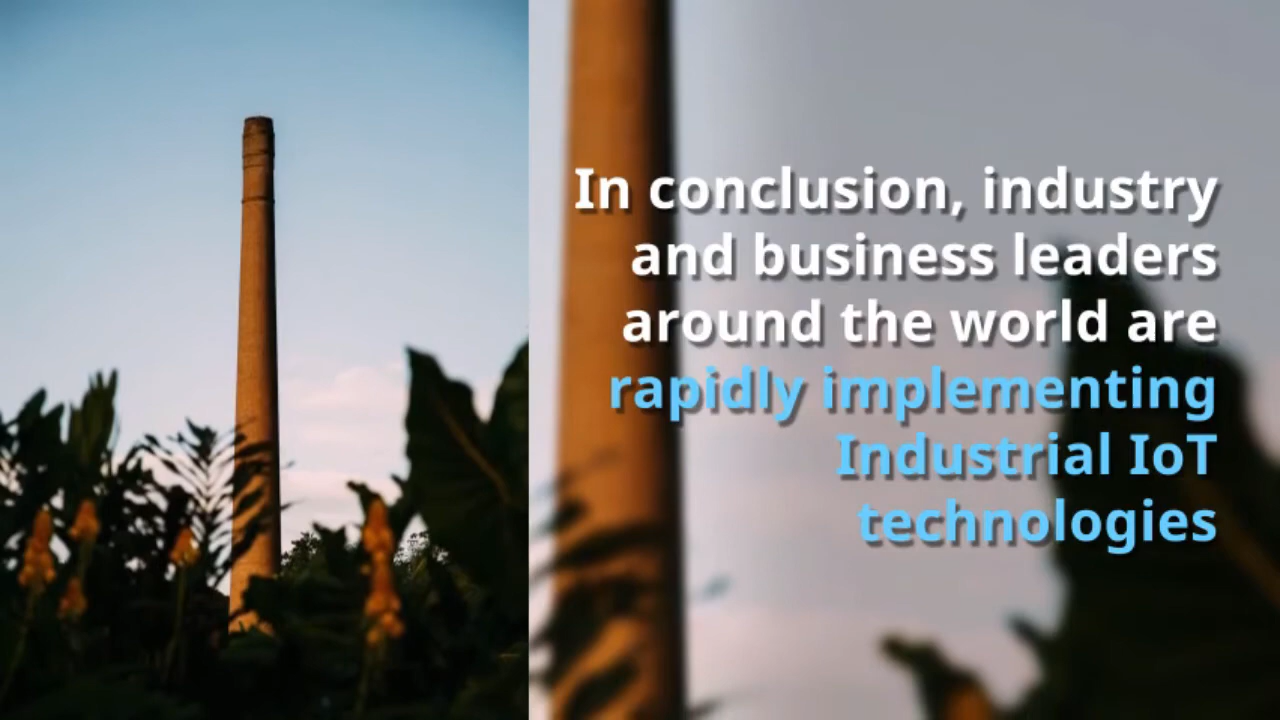 In conclusion, industry
and business leaders
around the world are
rapidly implementing
Industrial IoT
technologies